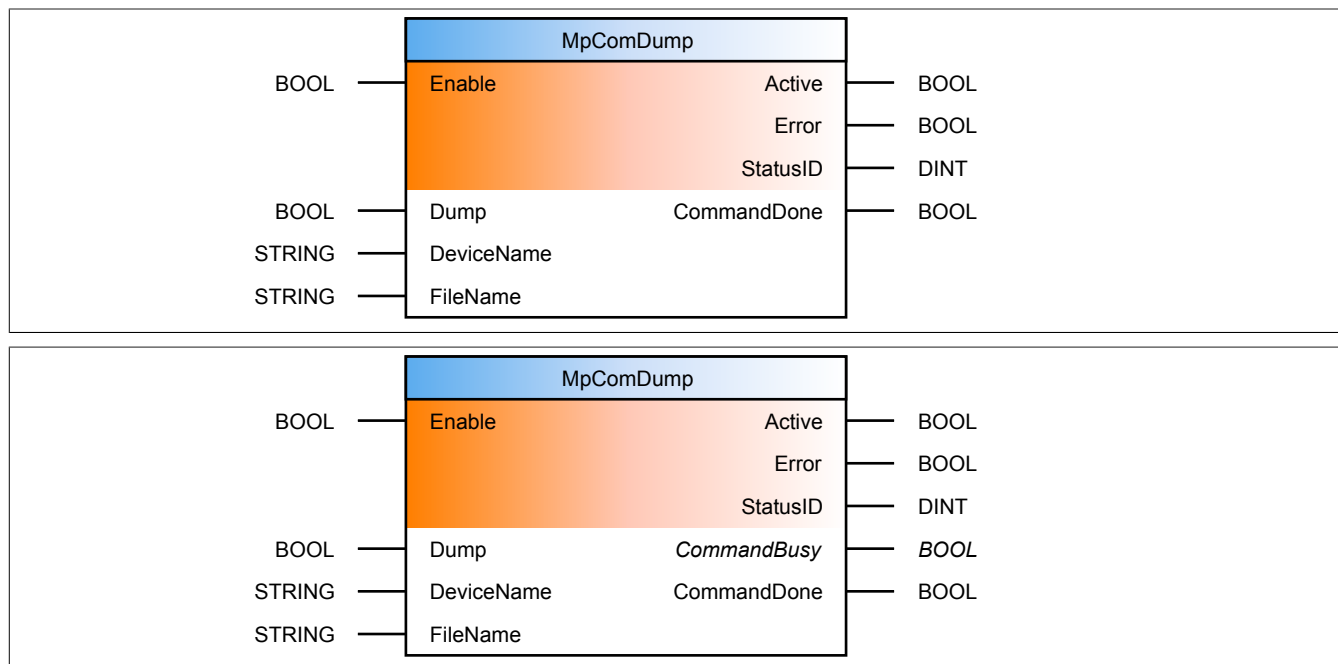 MpComDump
BOOL Enable Active BOOL
Error BOOL
StatusID DINT
BOOL Dump CommandDone BOOL
STRING DeviceName
STRING FileName
MpComDump
BOOL Enable Active BOOL
Error BOOL
StatusID DINT
BOOL Dump CommandBusy BOOL
STRING DeviceName CommandDone BOOL
STRING FileName